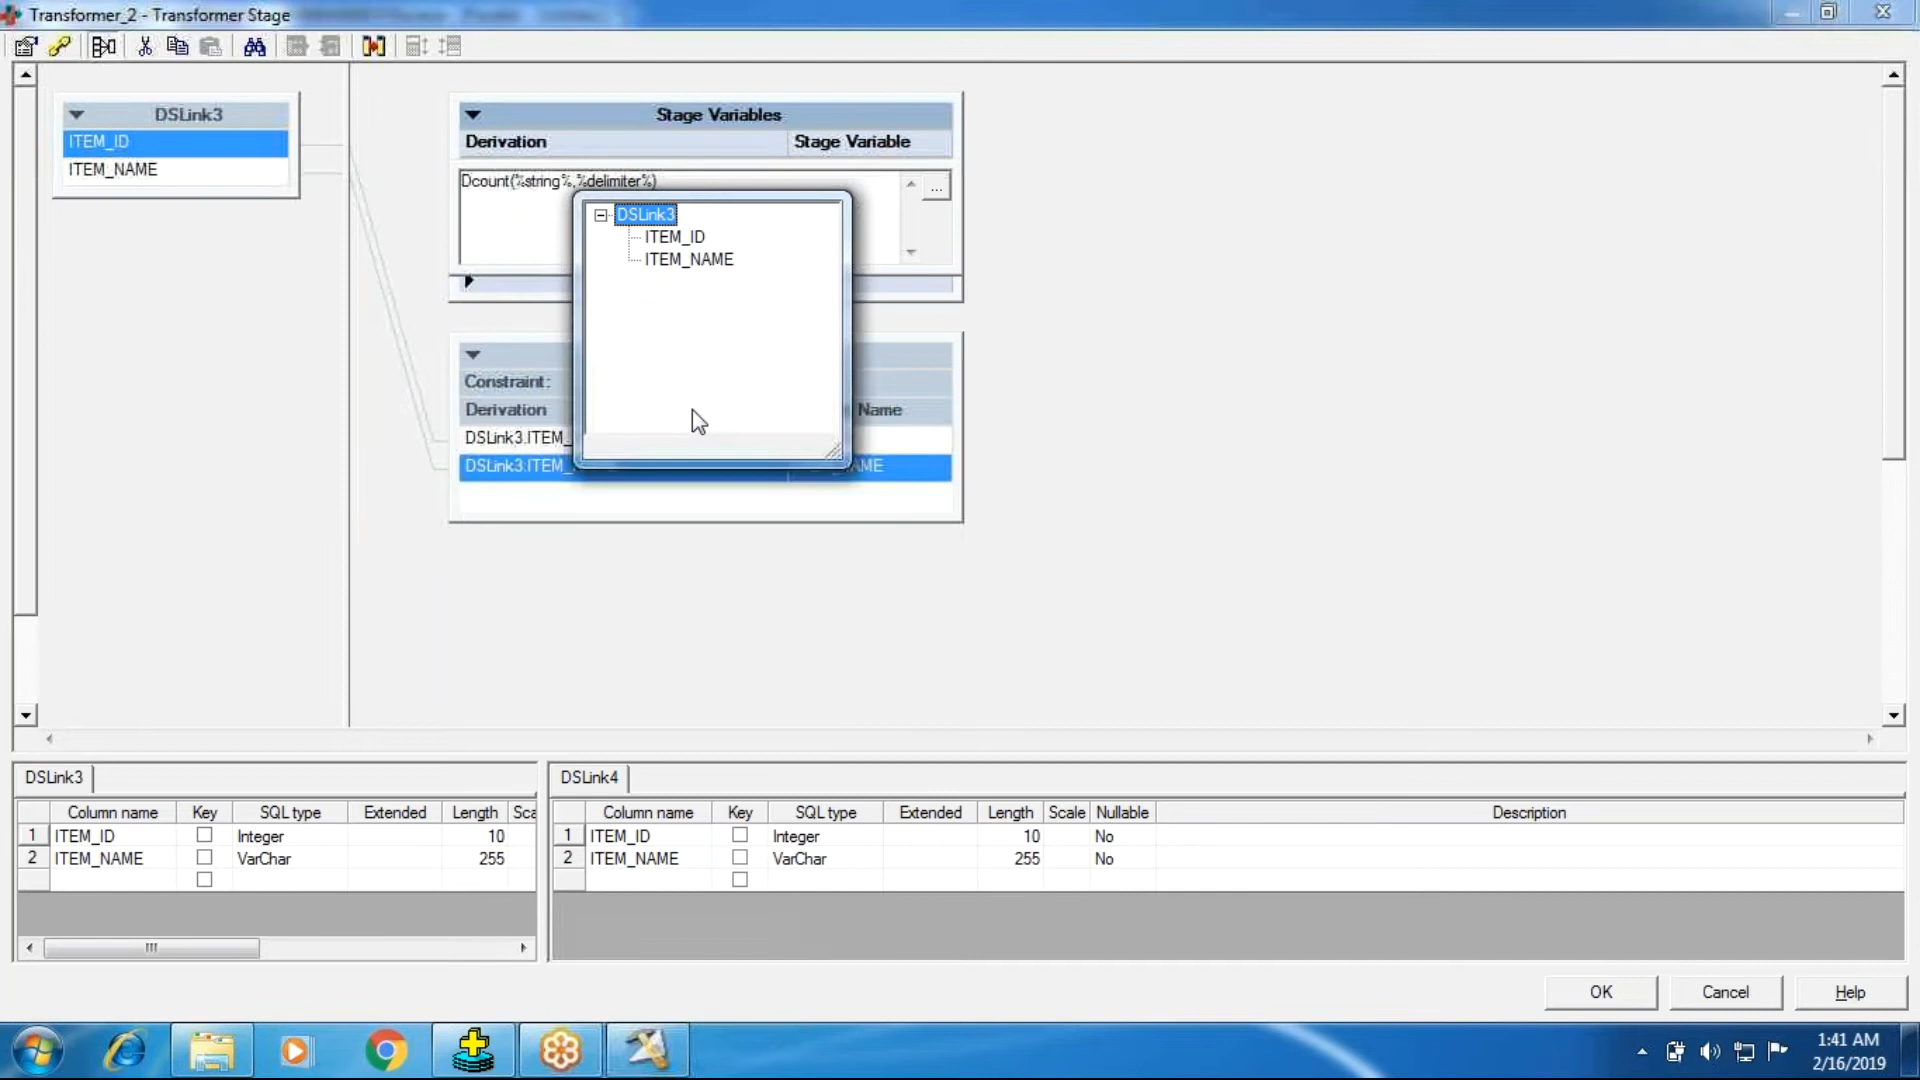 Transformer_2 - Transformer Stage
DSLink3
ITEM_ID
ITEM_NAME
Stage Variables
Derivation Stage Variable
Dcount(%string%,%delimiter%)
...
DSLink3
ITEM_ID
ITEM_NAME
Constraint:
Derivation Name
DSLink3.ITEM_
DSLink3.ITEM_
DSLink3
Column name Key SQL type Extended Length Sca
1 ITEM_ID Integer 10
2 ITEM_NAME VarChar 255
DSLink4
Column name Key SQL type Extended Length Scale Nullable Description
1 ITEM_ID Integer 10 No
2 ITEM_NAME VarChar 255 No
OK Cancel Help
1:41 AM
2/16/2019